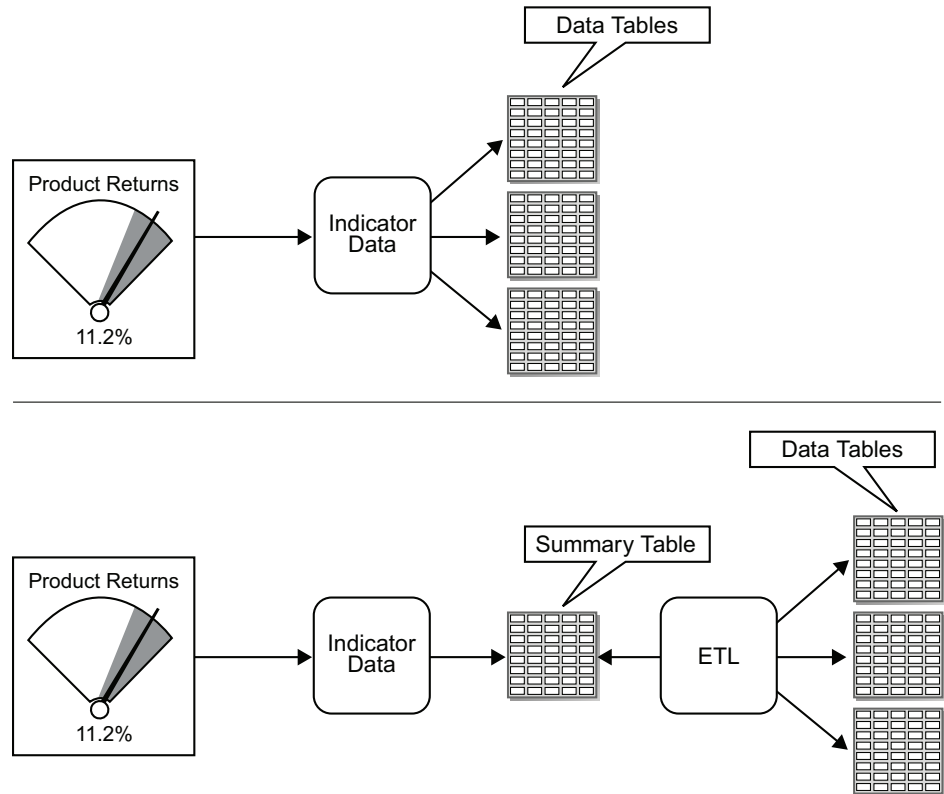 Data Tables
Product Returns
Indicator
Data
11.2%
Data Tables
Summary Table
Product Returns
Indicator
Data
ETL
11.2%